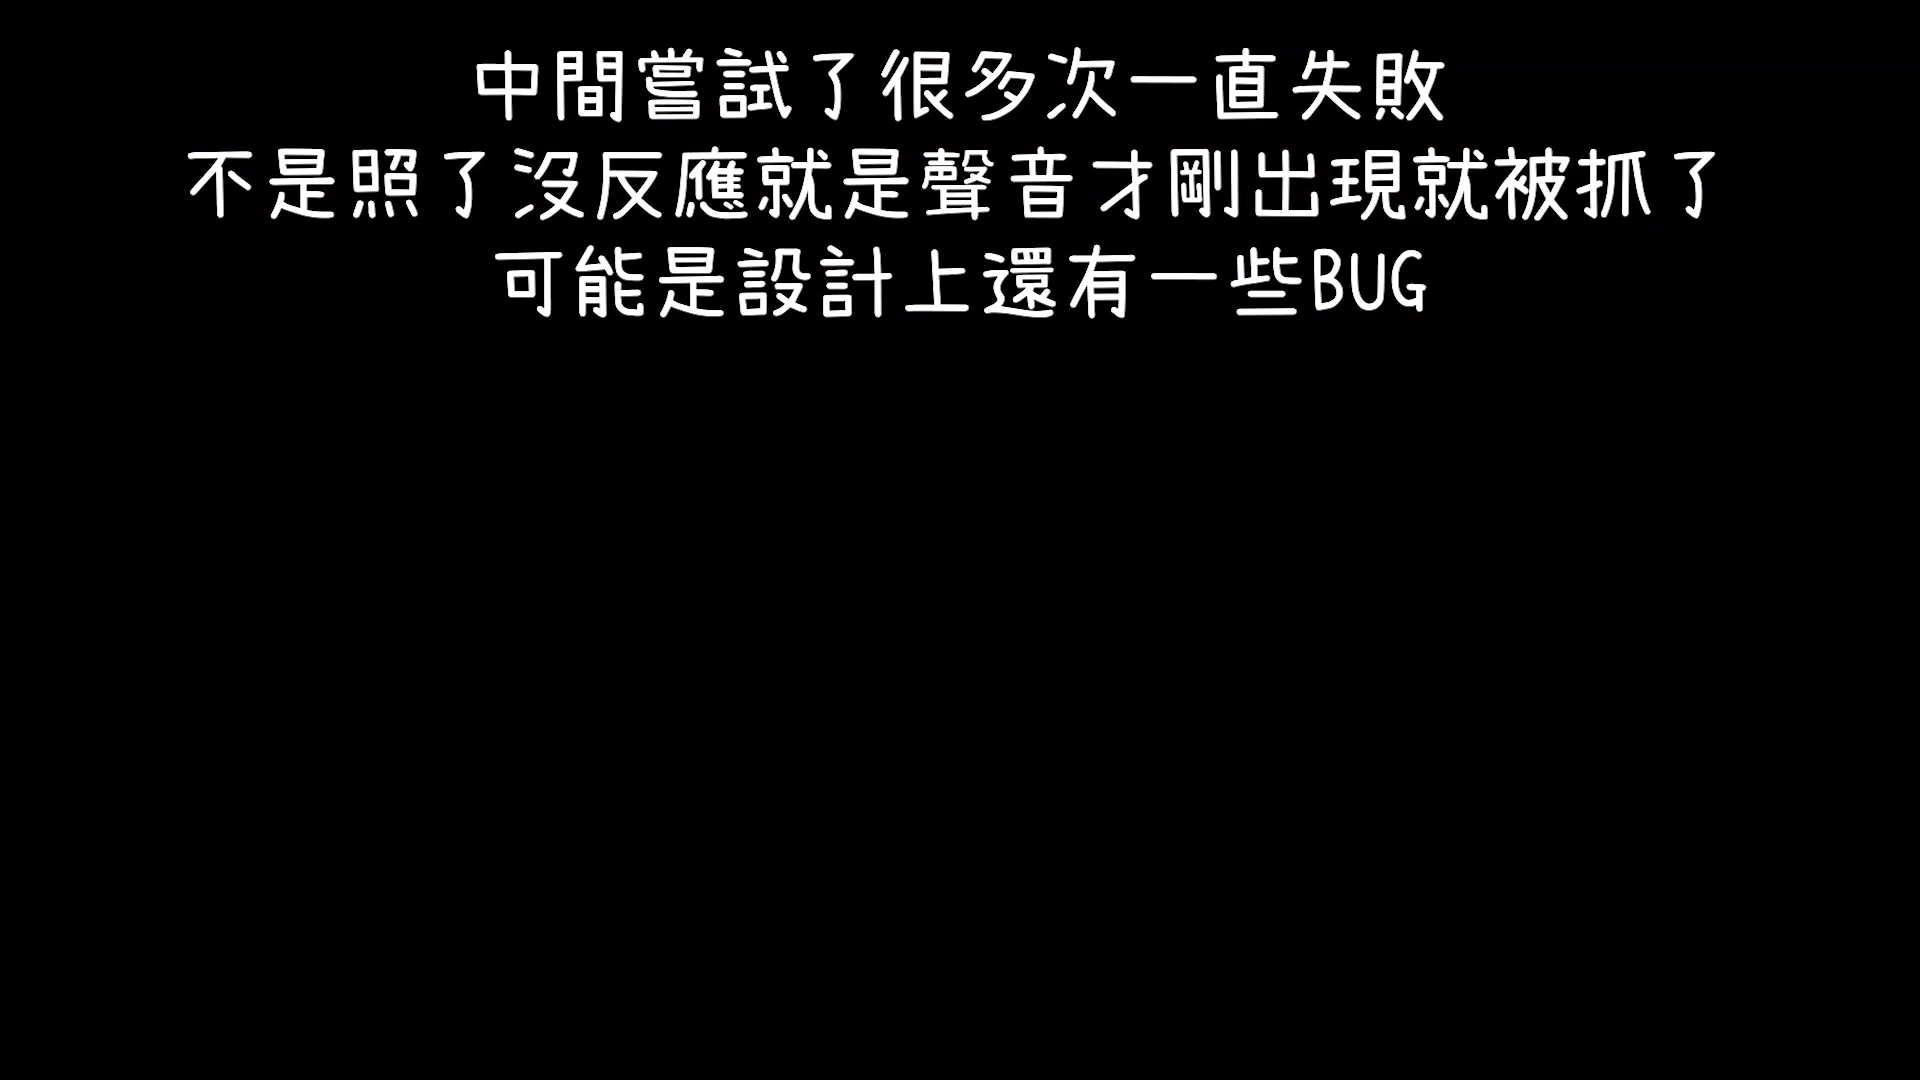 中間嘗試了很多次一直失敗
不是照了沒反應就是聲音才剛出現就被抓了
可能是設計上還有一些BUG